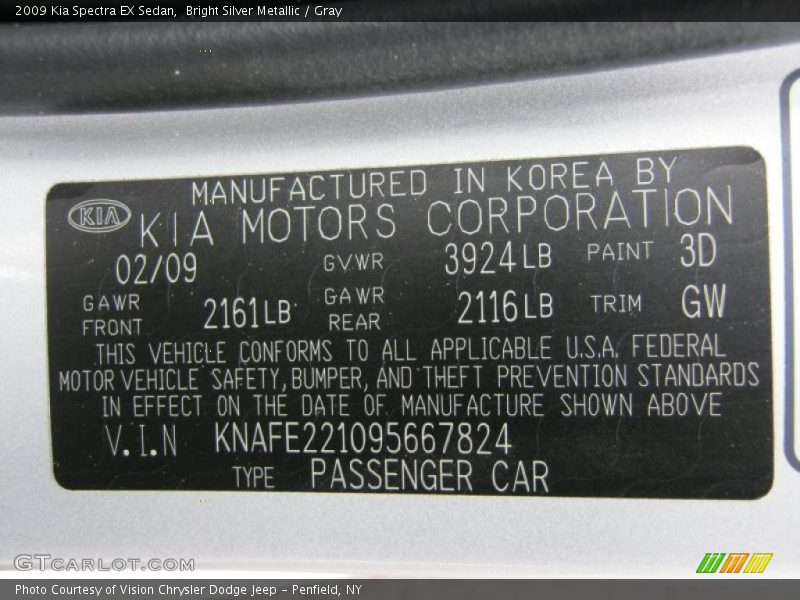 2009 Kia Spectra EX Sedan,  Bright Silver Metallic / Gray
MANUFACTURED IN KOREA BY
KIA KIA MOTORS CORPORATION
02/09 GVWR 3924LB PAINT 3D
GAWR FRONT 2161LB GAWR REAR 2116LB TRIM GW
THIS VEHICLE CONFORMS TO ALL APPLICABLE U.S.A. FEDERAL
MOTOR VEHICLE SAFETY, BUMPER, AND THEFT PREVENTION STANDARDS
IN EFFECT ON THE DATE OF MANUFACTURE SHOWN ABOVE
V.I.N KNAFE221095667824
TYPE PASSENGER CAR
GTCARLOT.COM
Photo Courtesy of Vision Chrysler Dodge Jeep – Penfield, NY